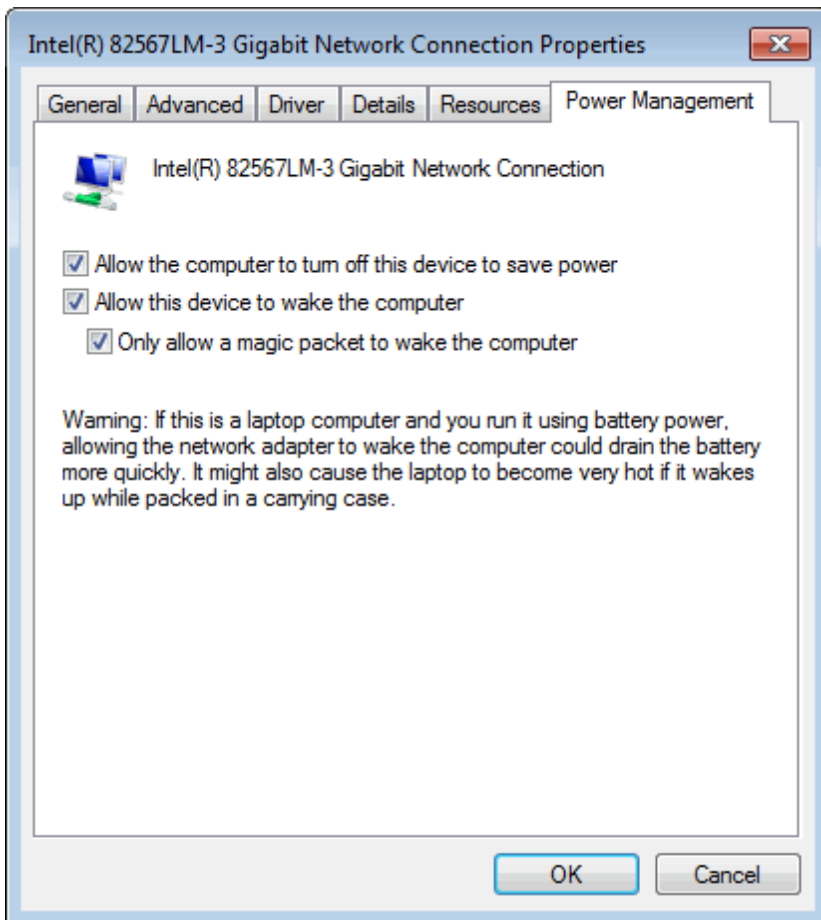 Intel(R) 82567LM-3 Gigabit Network Connection Properties
General Advanced Driver Details Resources Power Management
Intel(R) 82567LM-3 Gigabit Network Connection
Allow the computer to turn off this device to save power
Allow this device to wake the computer
Only allow a magic packet to wake the computer
Warning: If this is a laptop computer and you run it using battery power,
allowing the network adapter to wake the computer could drain the battery
more quickly. It might also cause the laptop to become very hot if it wakes
up while packed in a carrying case.
OK Cancel